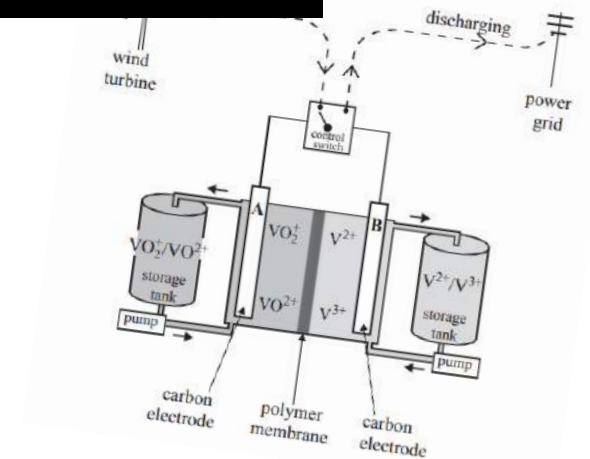 discharging
wind
turbine
power
grid
control
switch
A
B
VO₂⁺
V²⁺
VO₂⁺/VO²⁺
storage
tank
V²⁺/V³⁺
storage
tank
VO²⁺
V³⁺
pump
pump
carbon
electrode
polymer
membrane
carbon
electrode